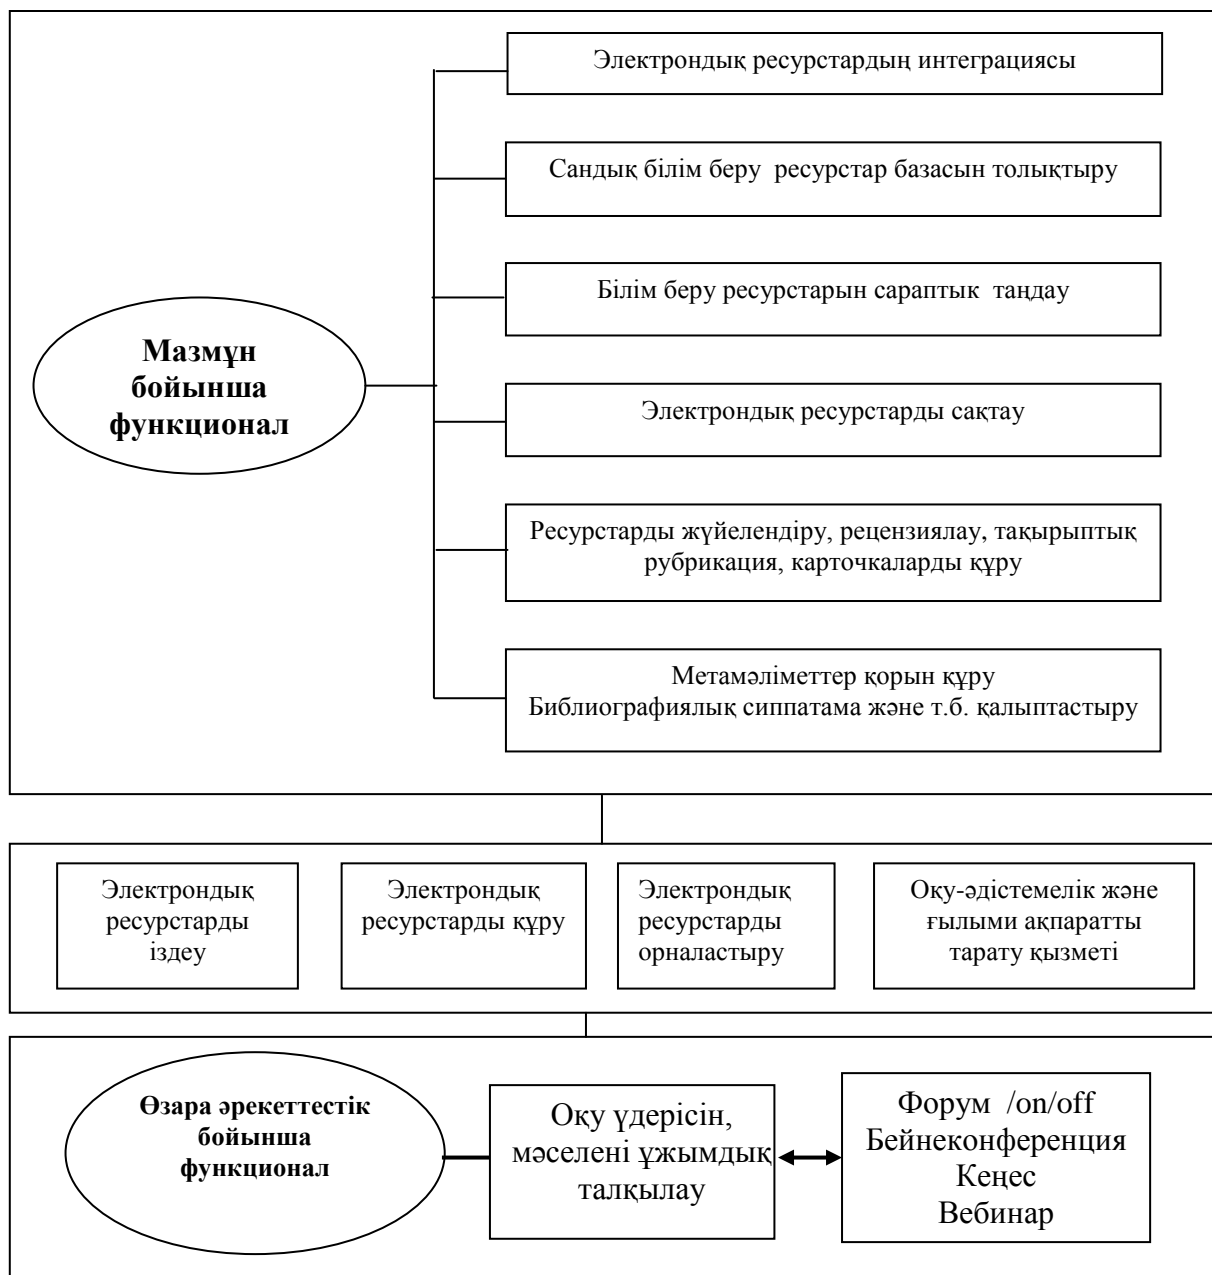 Электрондық ресурстардың интеграциясы
Сандық білім беру ресурстар базасын толықтыру
Білім беру ресурстарын сараптык таңдау
Мазмұн
бойынша
функционал
Электрондық ресурстарды сақтау
Ресурстарды жүйелендіру, рецензиялау, тақырыптық
рубрикация, карточкаларды құру
Метамәліметтер қорын құру
Библиографиялық сиппатама және т.б. қалыптастыру
Электрондық
ресурстарды
іздеу
Электрондық
ресурстарды құру
Электрондық
ресурстарды
орналастыру
Оқу-әдістемелік және
ғылыми ақпаратты
тарату қызметі
Өзара әрекеттестік
бойынша
функционал
Оқу үдерісін,
мәселені ұжымдық
талқылау
Форум /on/off
Бейнеконференция
Кеңес
Вебинар